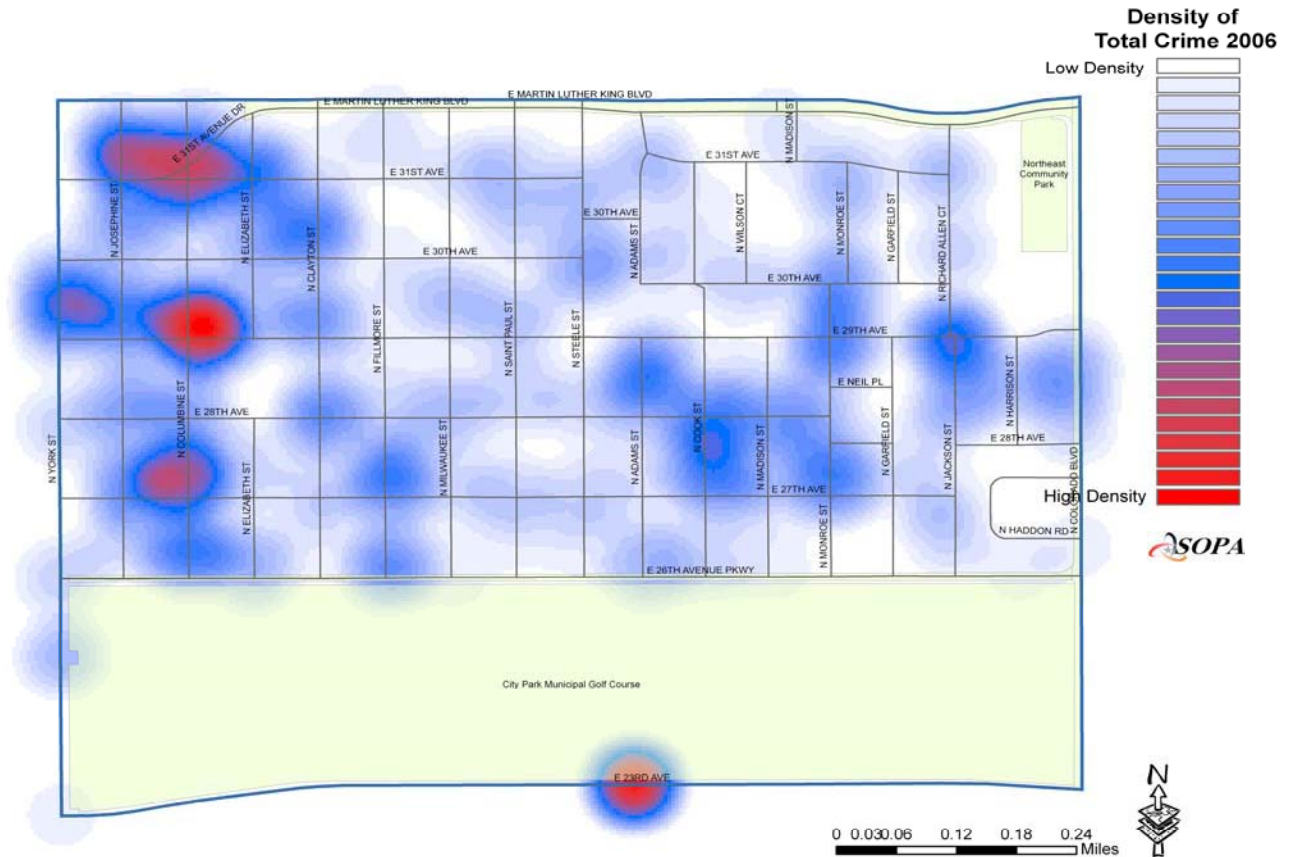 Density of
Total Crime 2006
Low Density
High Density
E MARTIN LUTHER KING BLVD
E MARTIN LUTHER KING BLVD
E 31ST AVENUE DR
N MADISON ST
E 31ST AVE
E 31ST AVE
Northeast
Community
Park
N JOSEPHINE ST
N ELIZABETH ST
N CLAYTON ST
E 30TH AVE
N ADAMS ST
N WILSON CT
N MONROE ST
N GARFIELD ST
N RICHARD ALLEN CT
E 30TH AVE
E 30TH AVE
N FILLMORE ST
N SAINT PAUL ST
N STEELE ST
E 29TH AVE
N COLUMBINE ST
E NEIL PL
N HARRISON ST
E 28TH AVE
N YORK ST
N ELIZABETH ST
N MILWAUKEE ST
N ADAMS ST
N COOK ST
N MADISON ST
N GARFIELD ST
N JACKSON ST
E 28TH AVE
N COLORADO BLVD
E 27TH AVE
N MONROE ST
N HADDON RD
E 26TH AVENUE PKWY
SOPA
City Park Municipal Golf Course
E 23RD AVE
N
0 0.03 0.06 0.12 0.18 0.24
Miles